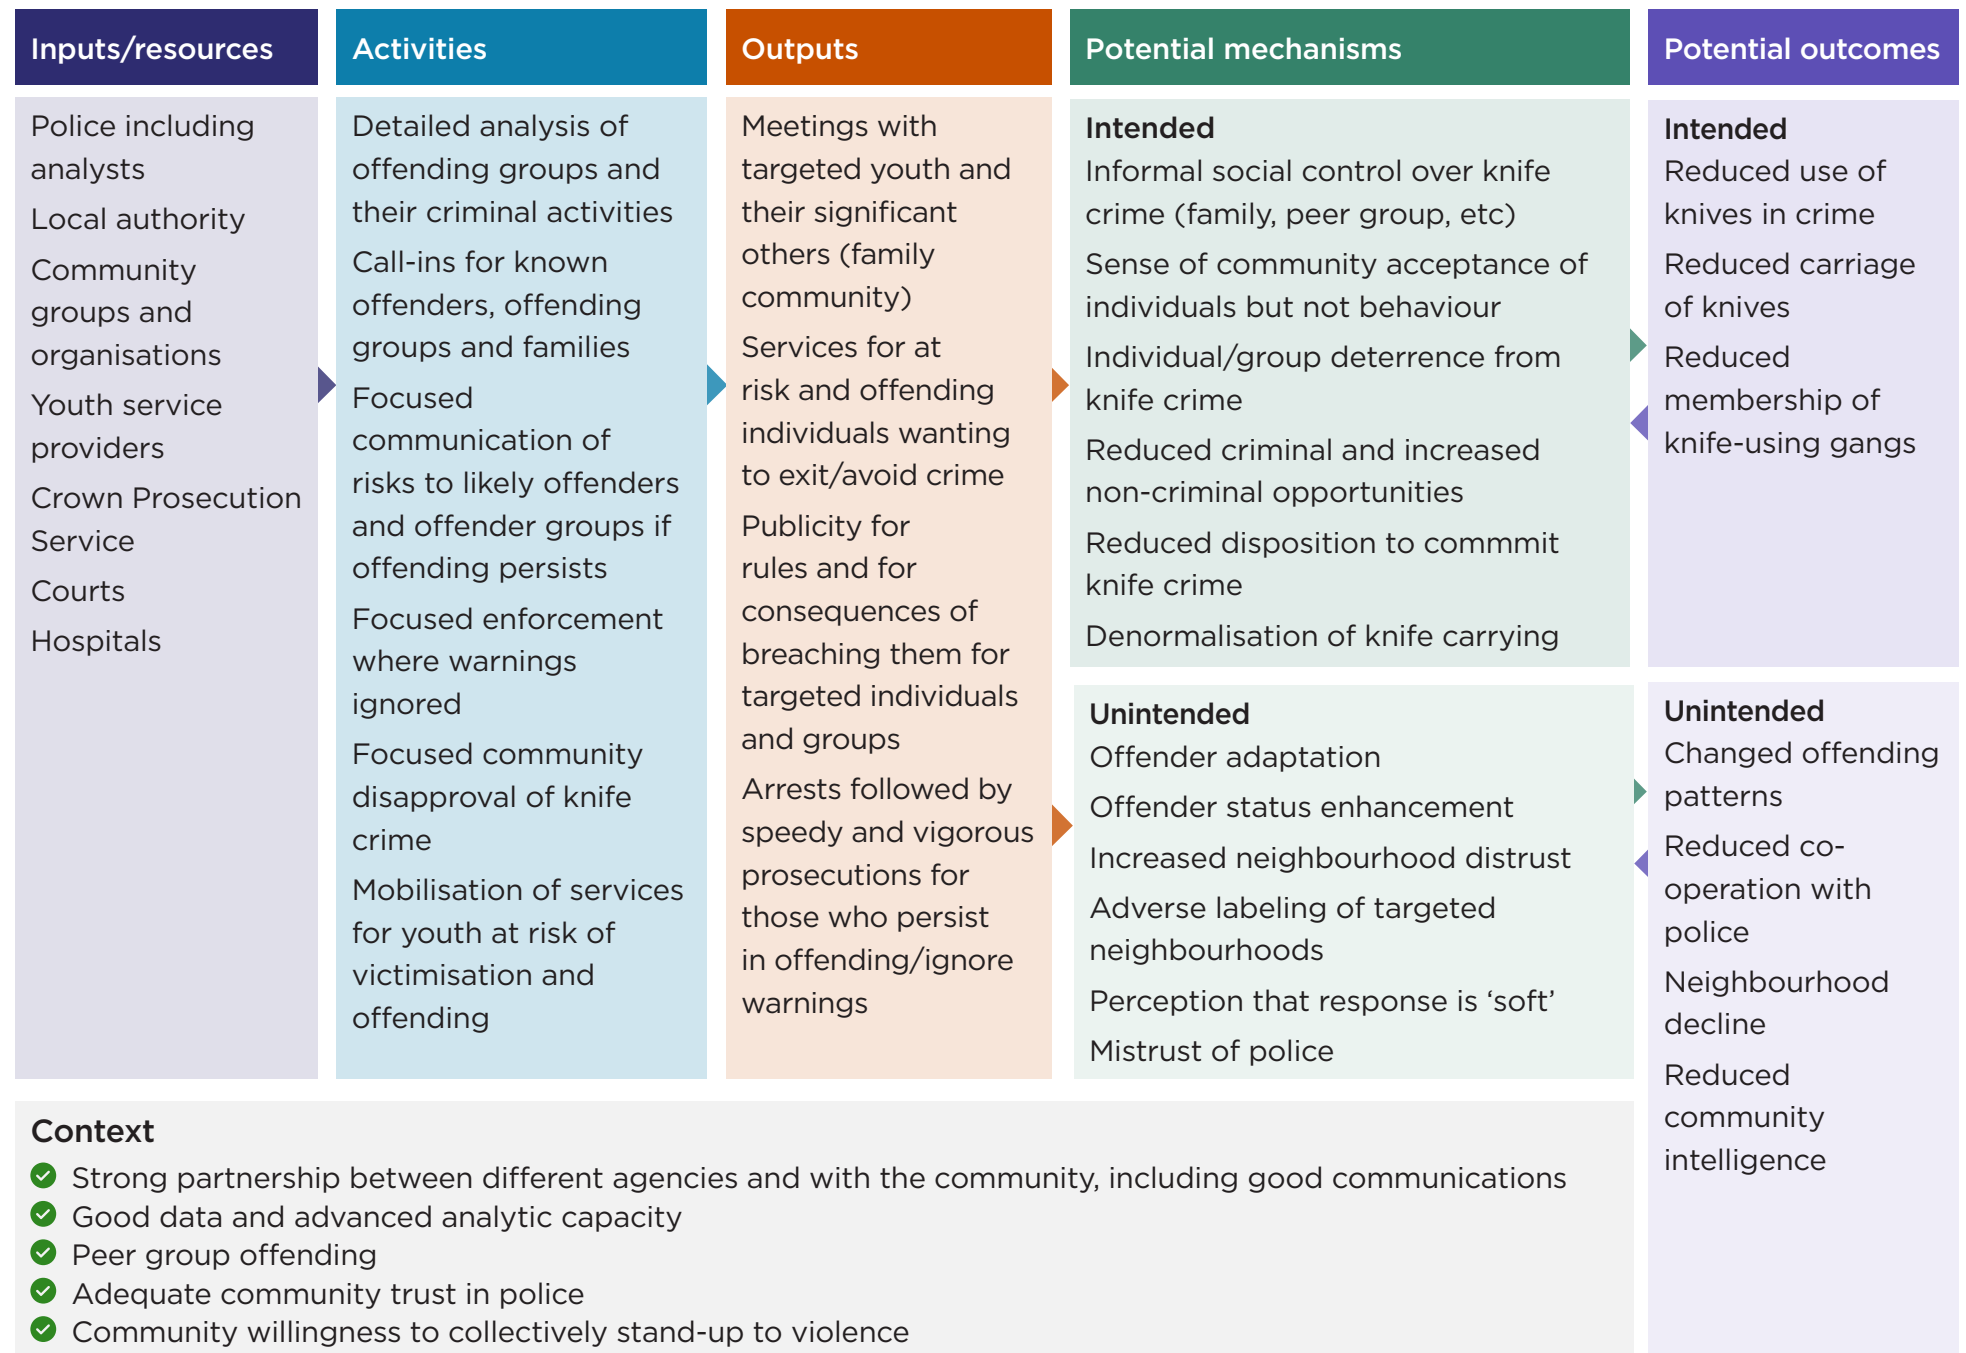 Inputs/resources
Police including
analysts
Local authority
Community
groups and
organisations
Youth service
providers
Crown Prosecution
Service
Courts
Hospitals
Activities
Detailed analysis of
offending groups and
their criminal activities
Call-ins for known
offenders, offending
groups and families
Focused
communication of
risks to likely offenders
and offender groups if
offending persists
Focused enforcement
where warnings
ignored
Focused community
disapproval of knife
crime
Mobilisation of services
for youth at risk of
victimisation and
offending
Outputs
Meetings with
targeted youth and
their significant
others (family
community)
Services for at
risk and offending
individuals wanting
to exit/avoid crime
Publicity for
rules and for
consequences of
breaching them for
targeted individuals
and groups
Arrests followed by
speedy and vigorous
prosecutions for
those who persist
in offending/ignore
warnings
Potential mechanisms
Intended
Informal social control over knife
crime (family, peer group, etc)
Sense of community acceptance of
individuals but not behaviour
Individual/group deterrence from
knife crime
Reduced criminal and increased
non-criminal opportunities
Reduced disposition to commmit
knife crime
Denormalisation of knife carrying
Unintended
Offender adaptation
Offender status enhancement
Increased neighbourhood distrust
Adverse labeling of targeted
neighbourhoods
Perception that response is ‘soft’
Mistrust of police
Potential outcomes
Intended
Reduced use of
knives in crime
Reduced carriage
of knives
Reduced
membership of
knife-using gangs
Unintended
Changed offending
patterns
Reduced co-
operation with
police
Neighbourhood
decline
Reduced
community
intelligence
Context
Strong partnership between different agencies and with the community, including good communications
Good data and advanced analytic capacity
Peer group offending
Adequate community trust in police
Community willingness to collectively stand-up to violence